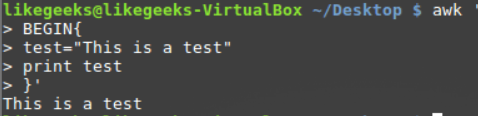 likegeeks@likegeeks-VirtualBox ~/Desktop $ awk '
> BEGIN{
> test="This is a test"
> print test
> }'
This is a test